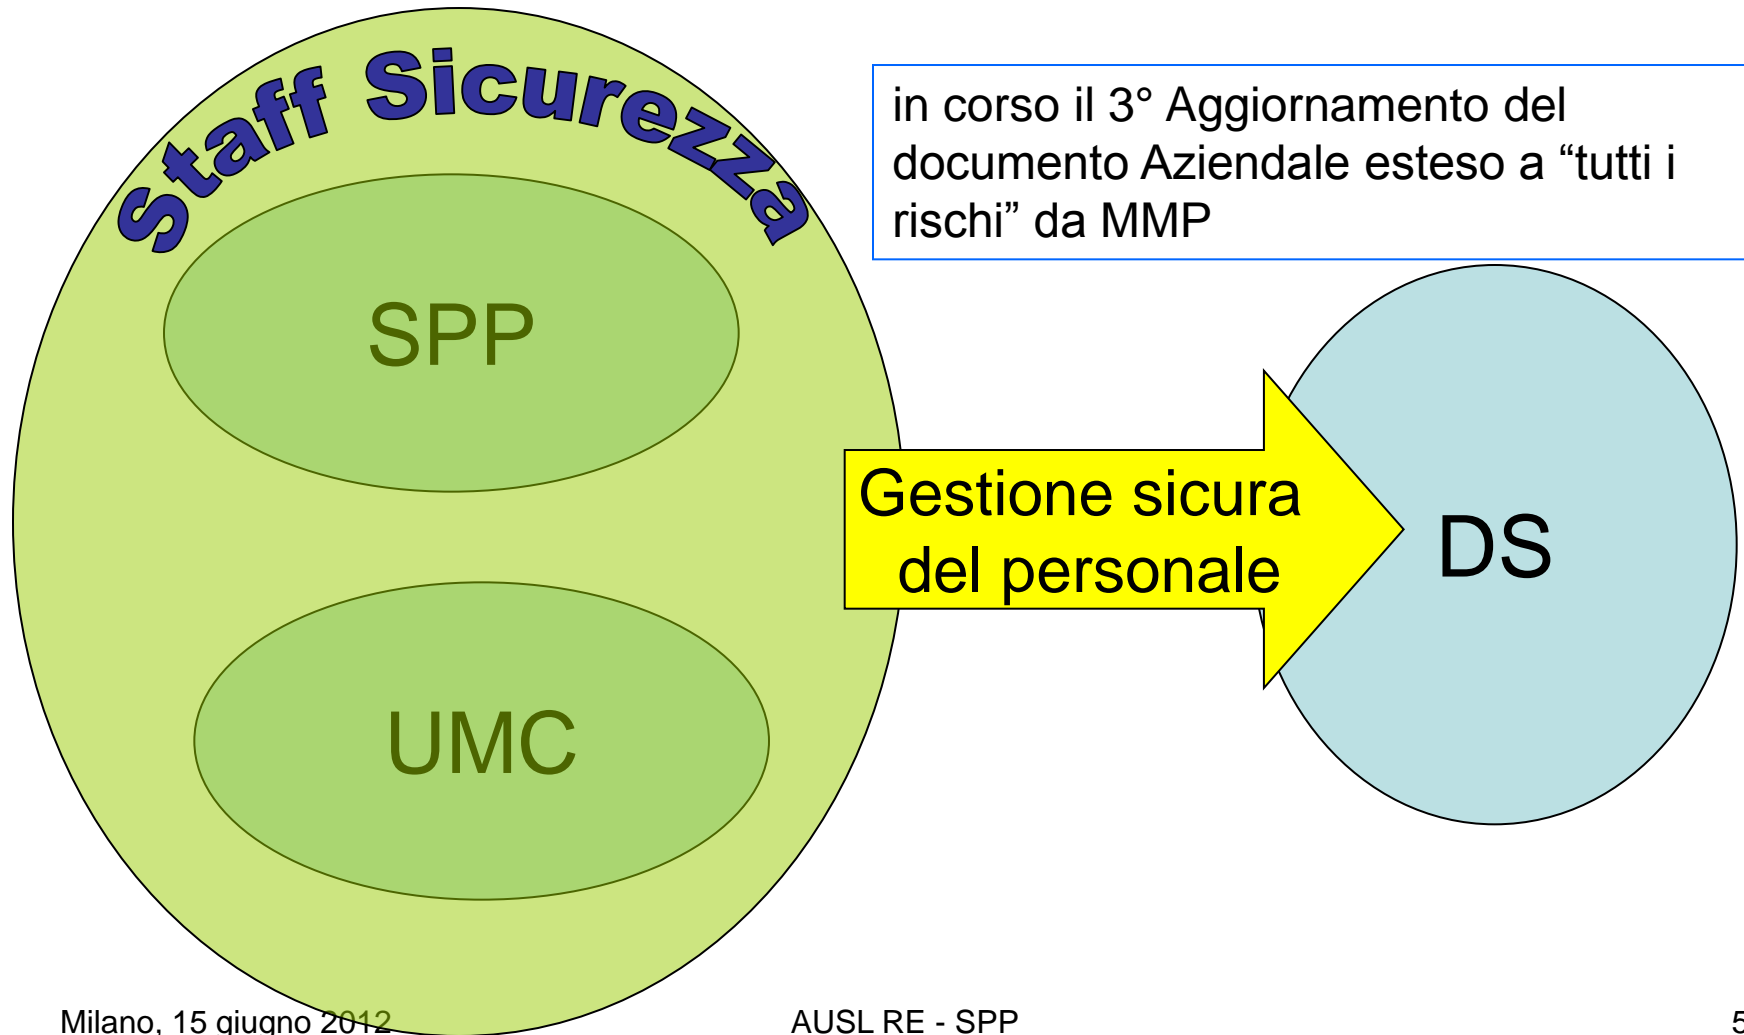 Staff Sicurezza
in corso il 3° Aggiornamento del
documento Aziendale esteso a “tutti i
rischi” da MMP
SPP
Gestione sicura
del personale
DS
UMC
Milano, 15 giugno 2012
AUSL RE - SPP
5